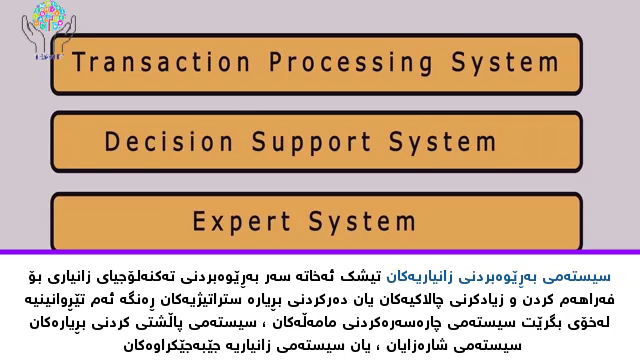 Transaction Processing System
Decision Support System
Expert System
سیستەمی بەڕێوەبردنی زانیاریەکان تیشک ئەخاتە سەر بەڕێوەبردنی تەکنەلۆجیای زانیاری بۆ
فەراهەم کردن و زیادکرنی چالاکیەکان یان دەرکردنی بڕیارە ستراتیژیەکان ڕەنگە ئەم تێڕوانینیە
لەخۆی بگرێت سیستەمی چارەسەرەکردنی مامەڵەکان ، سیستەمی پاڵشتی کردنی بڕیارەکان
سیستەمی شارەزایان ، یان سیستەمی زانیاریە جێبەجێکراوەکان